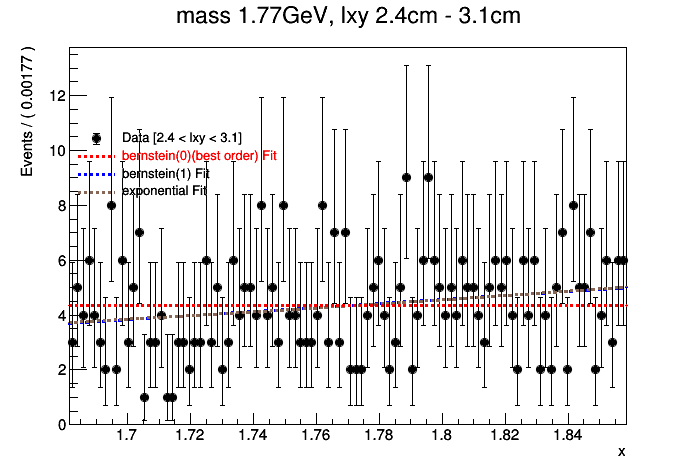 mass 1.77GeV, lxy 2.4cm - 3.1cm
Events / ( 0.00177 )
12
10
8
6
4
2
0
Data [2.4 < lxy < 3.1]
bernstein(0)(best order) Fit
bernstein(1) Fit
exponential Fit
1.7 1.72 1.74 1.76 1.78 1.8 1.82 1.84
x